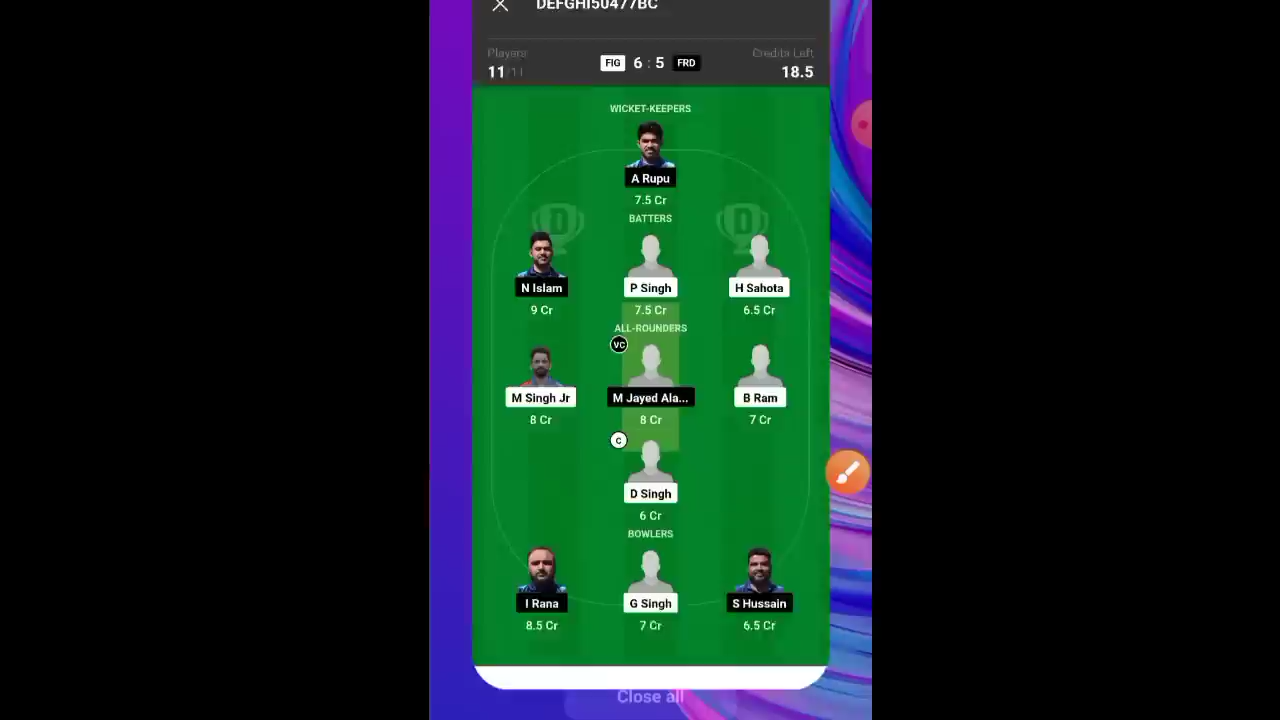 DEFGHI50477BC
Players
Credits Left
11/11
FIG 6 : 5 FRD
18.5
WICKET-KEEPERS
A Rupu
7.5 Cr
BATTERS
N Islam
P Singh
H Sahota
9 Cr
7.5 Cr
6.5 Cr
ALL-ROUNDERS
VC
M Singh Jr
M Jayed Ala...
B Ram
8 Cr
8 Cr
7 Cr
C
D Singh
6 Cr
BOWLERS
I Rana
G Singh
S Hussain
8.5 Cr
7 Cr
6.5 Cr
Close all